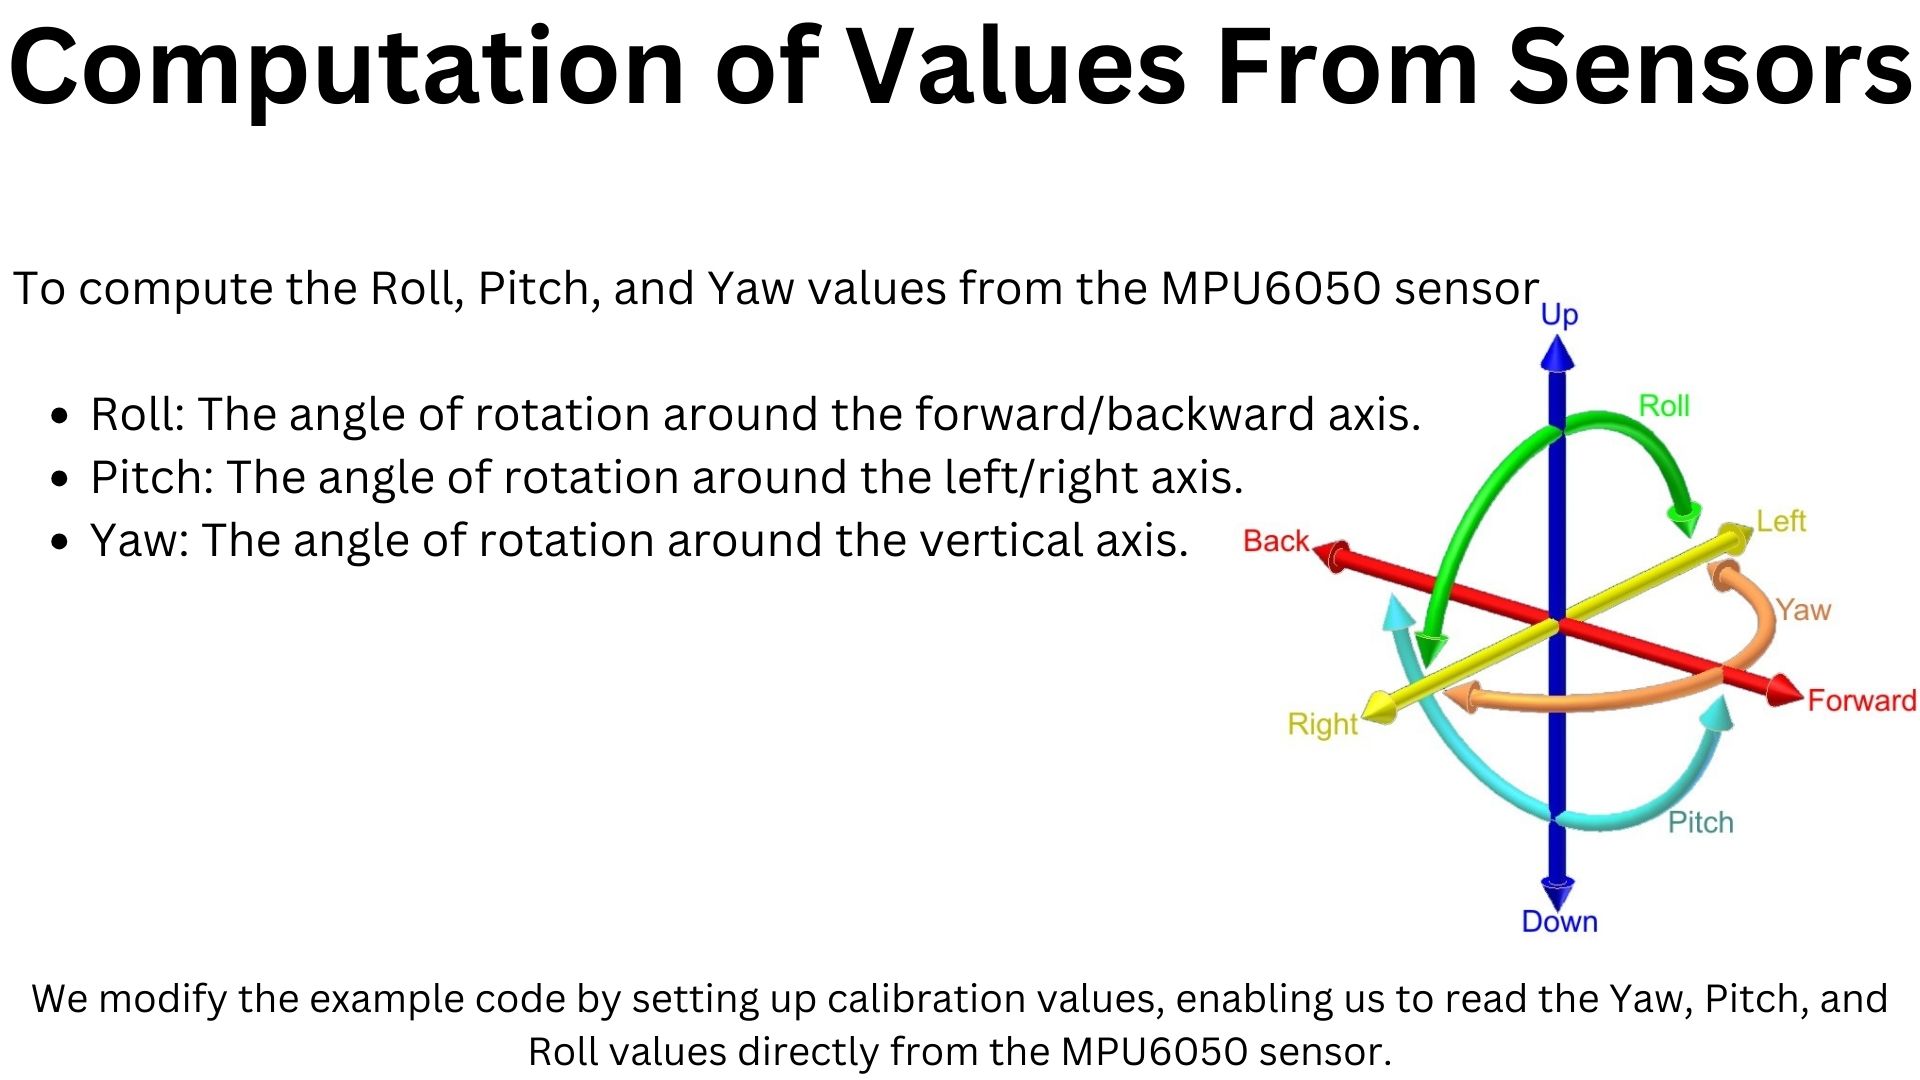 Computation of Values From Sensors
To compute the Roll, Pitch, and Yaw values from the MPU6050 sensor
• Roll: The angle of rotation around the forward/backward axis.
• Pitch: The angle of rotation around the left/right axis.
• Yaw: The angle of rotation around the vertical axis.
Up
Roll
Left
Back
Yaw
Forward
Right
Pitch
Down
We modify the example code by setting up calibration values, enabling us to read the Yaw, Pitch, and
Roll values directly from the MPU6050 sensor.